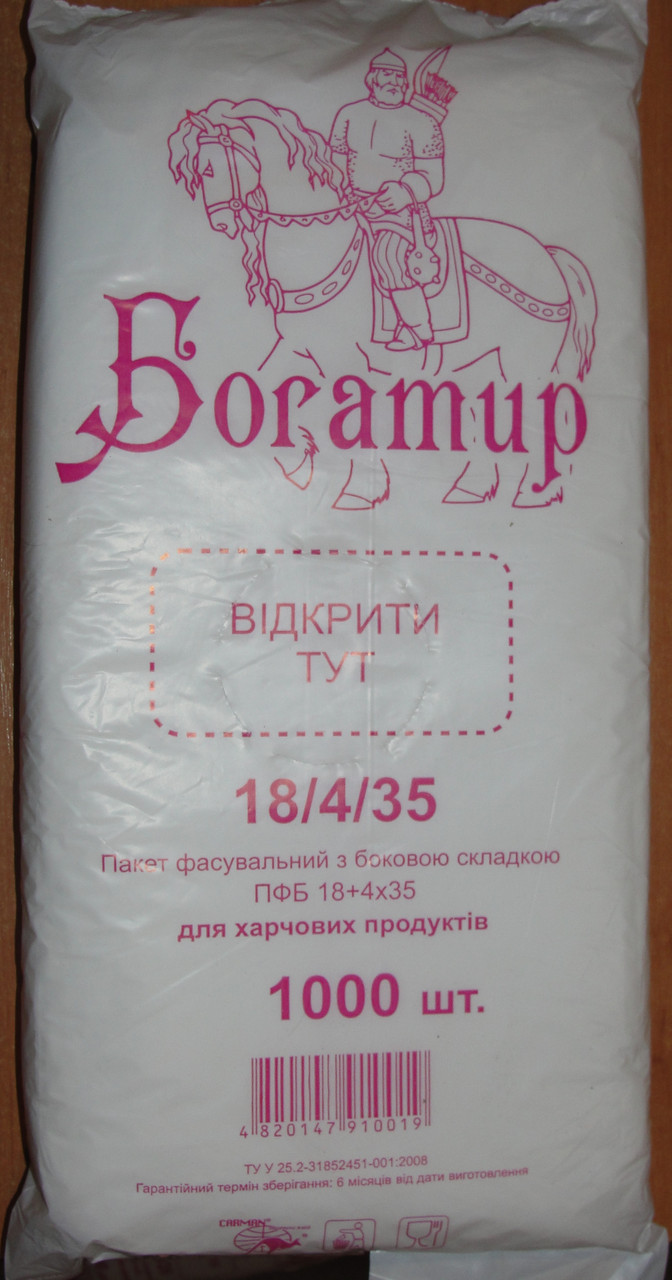 Богатир
ВІДКРИТИ
ТУТ
18/4/35
Пакет фасувальний з боковою складкою
ПФБ 18+4х35
для харчових продуктів
1000 шт.
4 820147 910019
ТУ У 25.2-31852451-001:2008
Гарантійний термін зберігання: 6 місяців від дати виготовлення
CARMAN